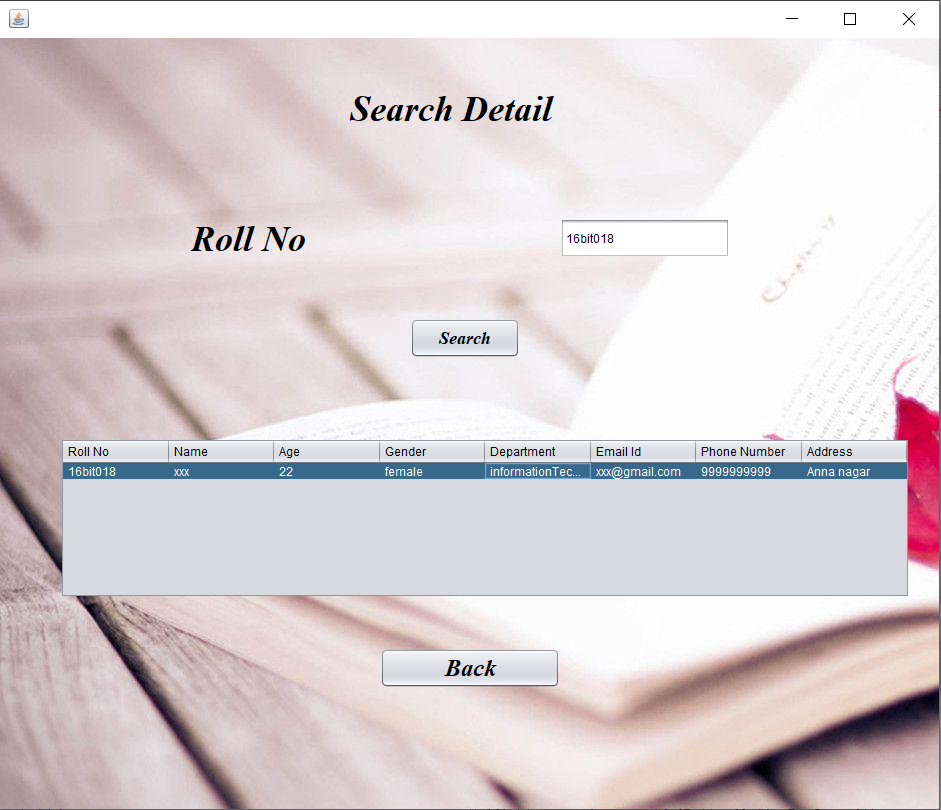 Search Detail
Roll No 16bit018
Search
Roll No Name Age Gender Department Email Id Phone Number Address
16bit018 xxx 22 female informationTec... xxx@gmail.com 9999999999 Anna nagar
Back